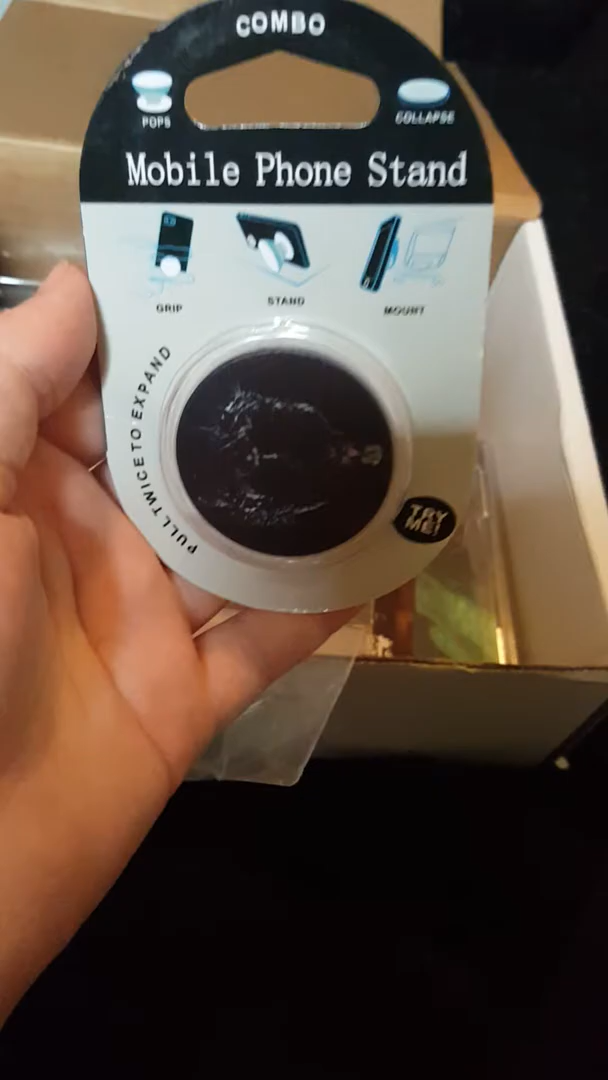 COMBO
POPS
COLLAPSE
Mobile Phone Stand
GRIP
STAND
MOUNT
PULL TWICE TO EXPAND
TRY
ME!